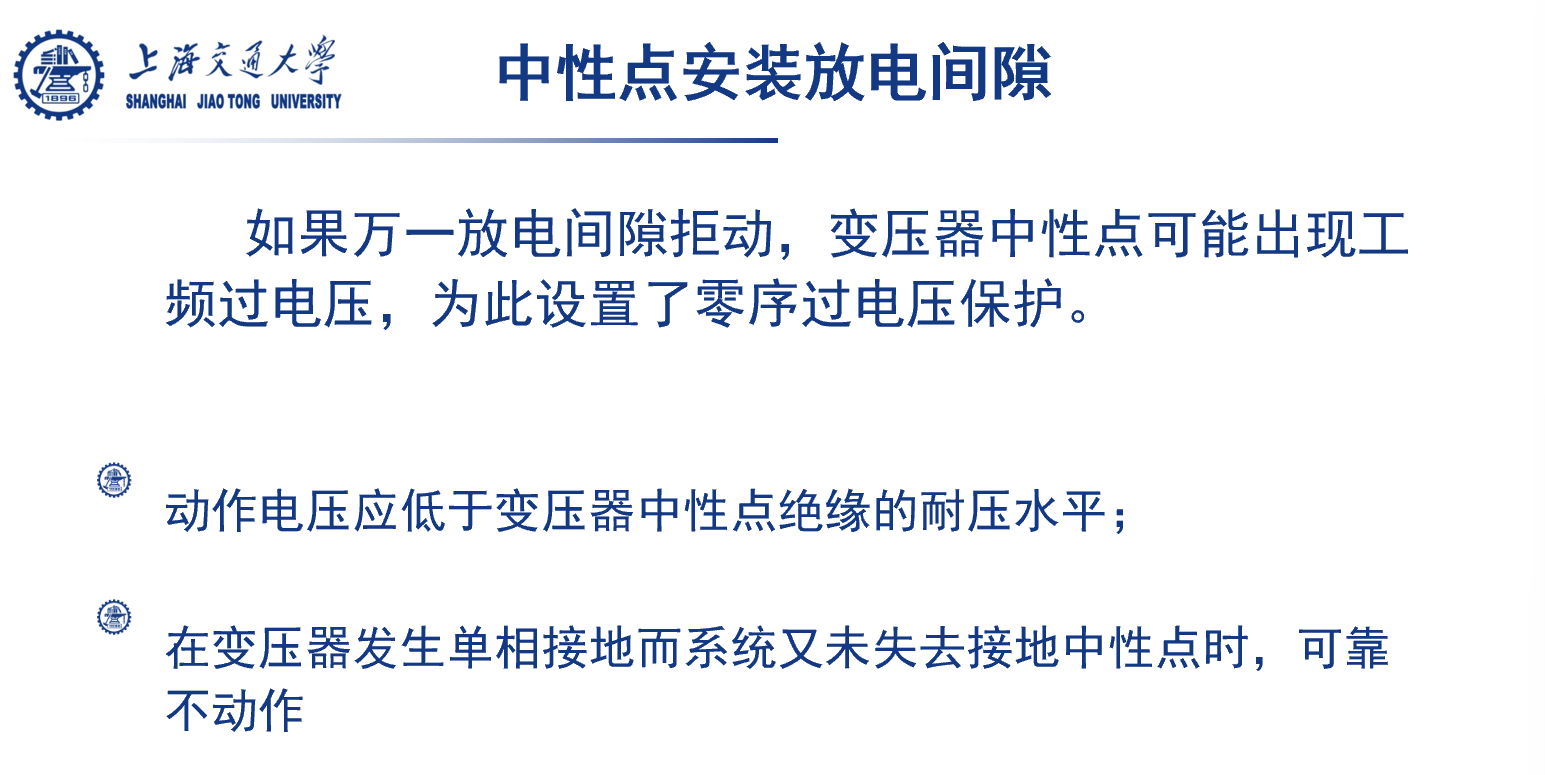 上海交通大学
SHANGHAI JIAO TONG UNIVERSITY
1896
中性点安装放电间隙
如果万一放电间隙拒动，变压器中性点可能出现工
频过电压，为此设置了零序过电压保护。
动作电压应低于变压器中性点绝缘的耐压水平；
在变压器发生单相接地而系统又未失去接地中性点时，可靠
不动作